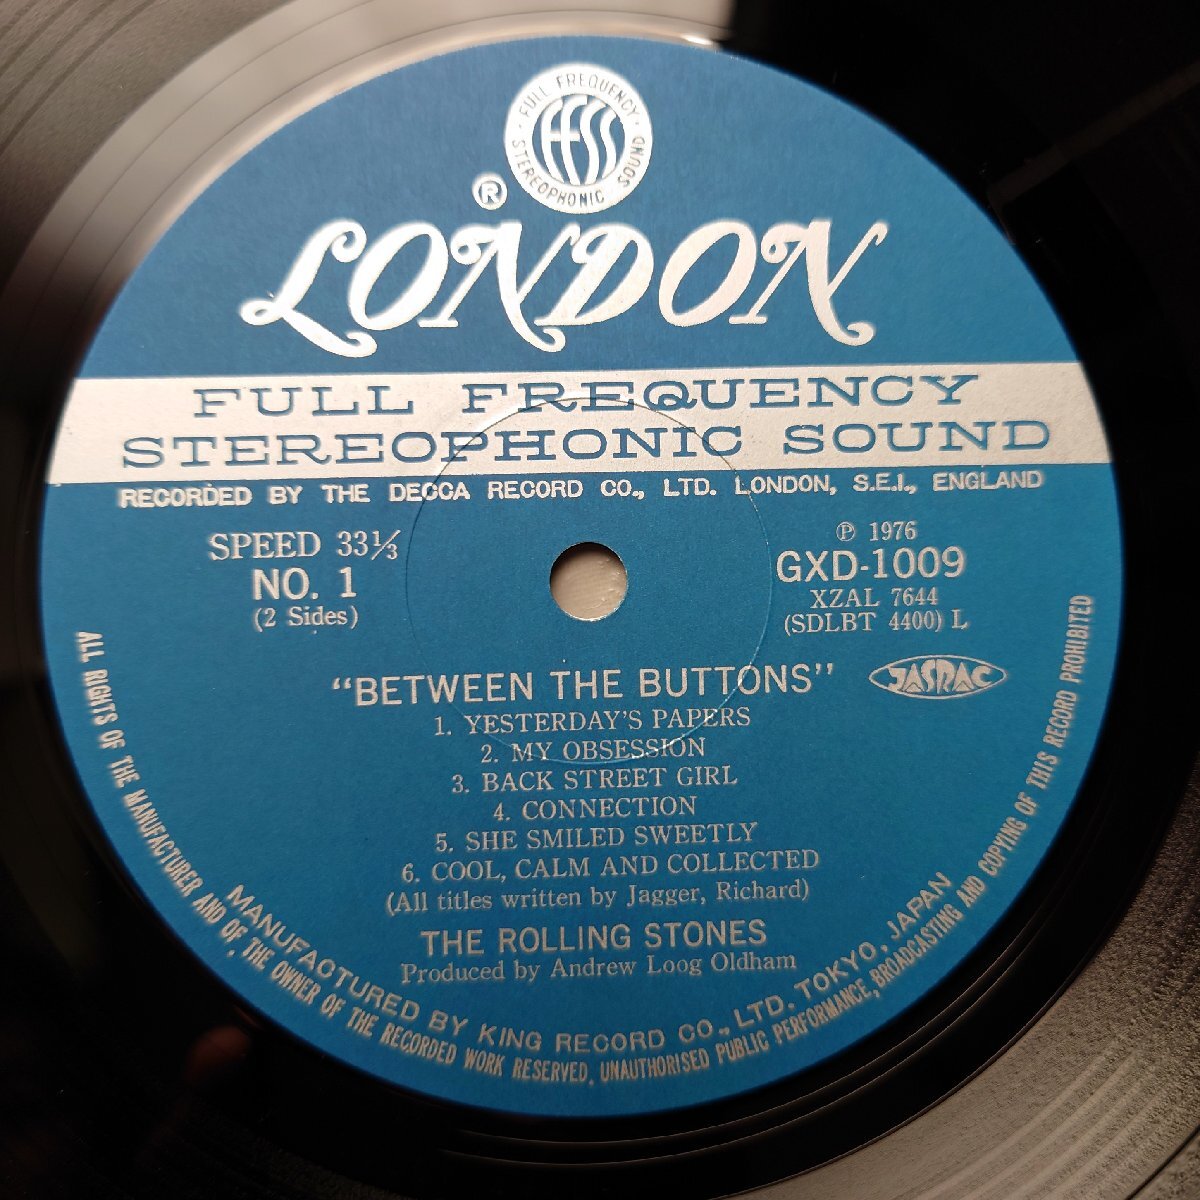 FULL FREQUENCY
FFSS
STEREOPHONIC SOUND
®
LONDON
FULL FREQUENCY
STEREOPHONIC SOUND
RECORDED BY THE DECCA RECORD CO., LTD. LONDON, S.E.I., ENGLAND
SPEED 33⅓
NO. 1
(2 Sides)
℗ 1976
GXD-1009
XZAL 7644
(SDLBT 4400) L
JASRAC
"BETWEEN THE BUTTONS"
1. YESTERDAY'S PAPERS
2. MY OBSESSION
3. BACK STREET GIRL
4. CONNECTION
5. SHE SMILED SWEETLY
6. COOL, CALM AND COLLECTED
(All titles written by Jagger, Richard)
THE ROLLING STONES
Produced by Andrew Loog Oldham
MANUFACTURED BY KING RECORD CO., LTD. TOKYO, JAPAN
ALL RIGHTS OF THE MANUFACTURER AND OF THE OWNER OF THE RECORDED WORK RESERVED. UNAUTHORISED PUBLIC PERFORMANCE, BROADCASTING AND COPYING OF THIS RECORD PROHIBITED